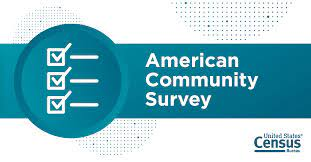 American
Community
Survey
United States®
Census
Bureau